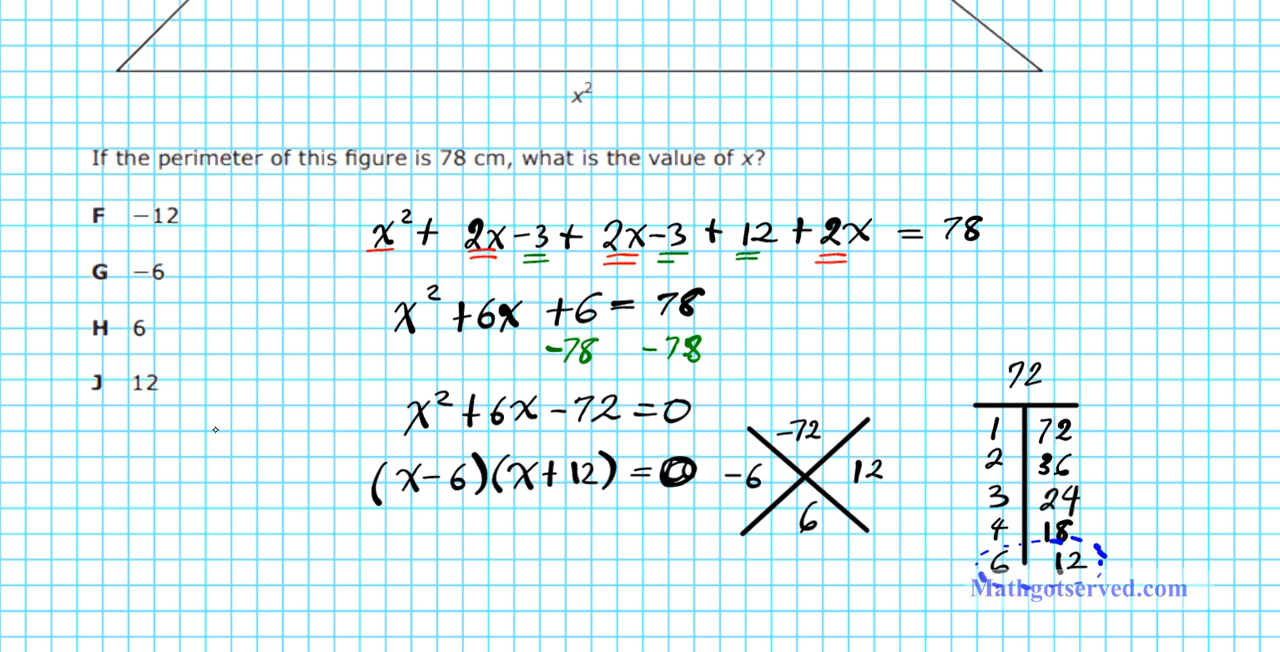 x²
If the perimeter of this figure is 78 cm, what is the value of x?
F −12
G −6
H 6
J 12
x² + 2x − 3 + 2x − 3 + 12 + 2x = 78
x² + 6x + 6 = 78
−78 −78
x² + 6x − 72 = 0
(x − 6)(x + 12) = 0
−72
−6 12
6
72
1 72
2 36
3 24
4 18
6 12
Mathgotserved.com